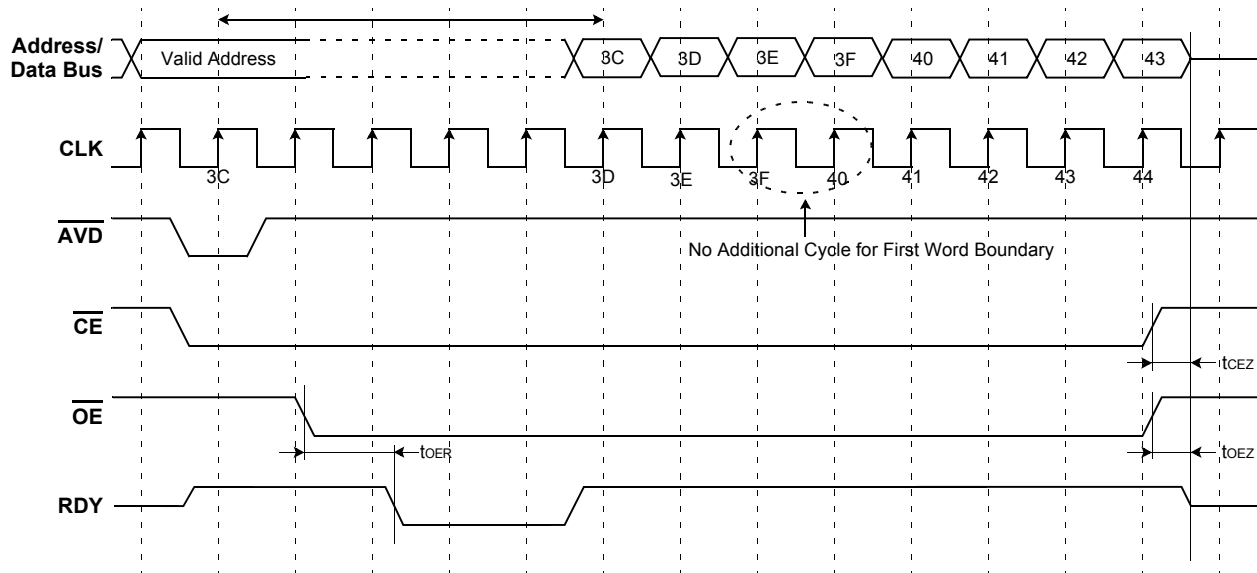 Address/
Data Bus
Valid Address
3C 3D 3E 3F 40 41 42 43
CLK
3C 3D 3E 3F 40 41 42 43 44
AVD
No Additional Cycle for First Word Boundary
CE
tCEZ
OE
tOER
tOEZ
RDY